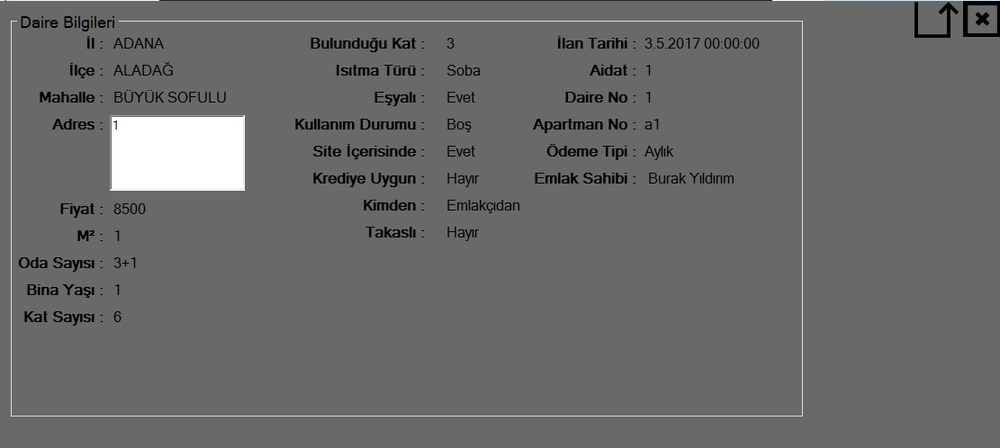 Daire Bilgileri
İl : ADANA
İlçe : ALADAĞ
Mahalle : BÜYÜK SOFULU
Adres : 1
Fiyat : 8500
M² : 1
Oda Sayısı : 3+1
Bina Yaşı : 1
Kat Sayısı : 6
Bulunduğu Kat : 3
Isıtma Türü : Soba
Eşyalı : Evet
Kullanım Durumu : Boş
Site İçerisinde : Evet
Krediye Uygun : Hayır
Kimden : Emlakçıdan
Takaslı : Hayır
İlan Tarihi : 3.5.2017 00:00:00
Aidat : 1
Daire No : 1
Apartman No : a1
Ödeme Tipi : Aylık
Emlak Sahibi : Burak Yıldırım